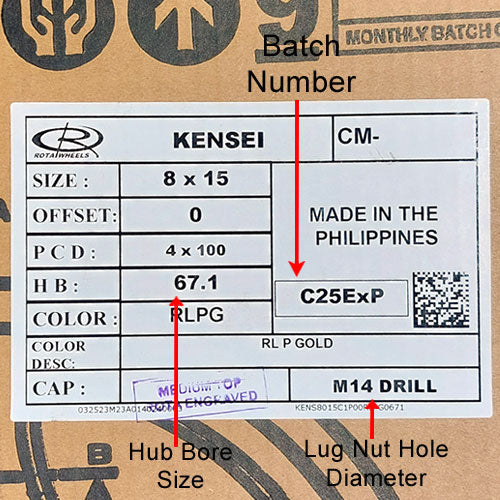 Batch
Number
MONTHLY BATCH
ROTA WHEELS
KENSEI
CM-
SIZE :
8 x 15
OFFSET:
0
MADE IN THE
PHILIPPINES
P C D :
4 x 100
H B :
67.1
C25ExP
COLOR :
RLPG
COLOR
DESC:
RL P GOLD
CAP :
MEDIUM TOP
ROTA ENGRAVED
M14 DRILL
Hub Bore
Size
Lug Nut Hole
Diameter
B